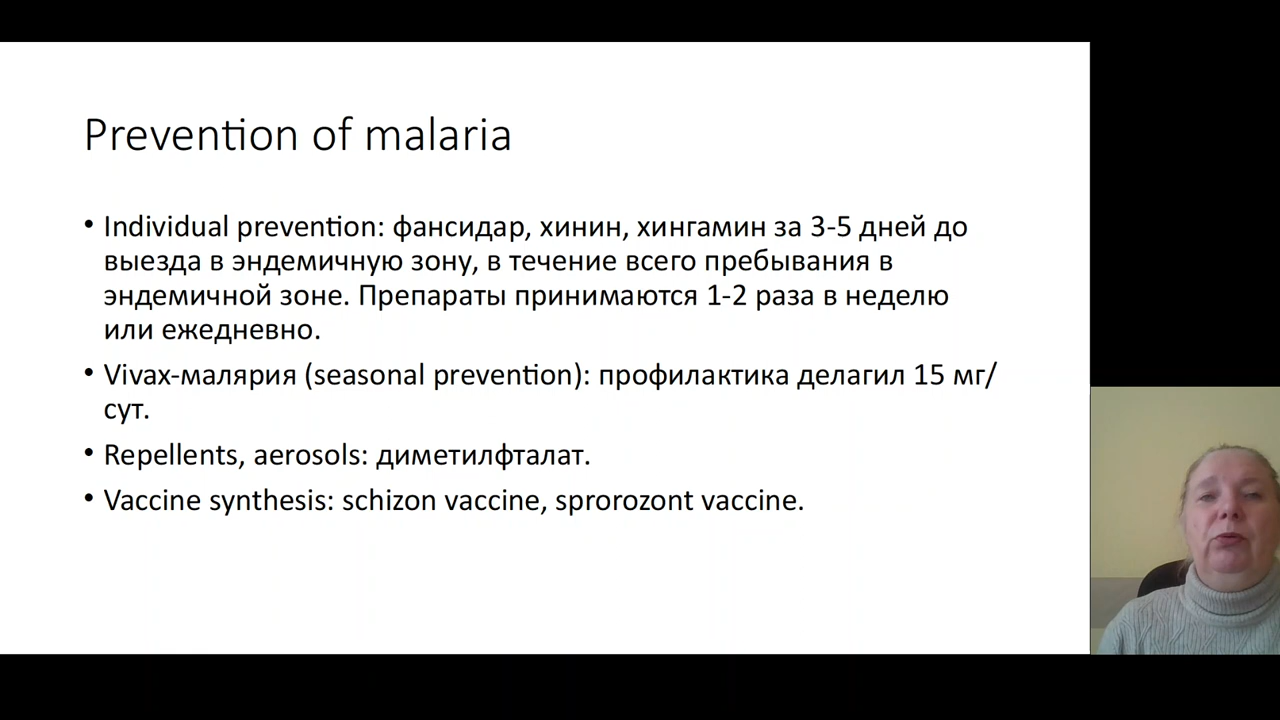 Prevention of malaria
• Individual prevention: фансидар, хинин, хингамин за 3-5 дней до
выезда в эндемичную зону, в течение всего пребывания в
эндемичной зоне. Препараты принимаются 1-2 раза в неделю
или ежедневно.
• Vivax-малярия (seasonal prevention): профилактика делагил 15 мг/
сут.
• Repellents, aerosols: диметилфталат.
• Vaccine synthesis: schizon vaccine, sprorozont vaccine.